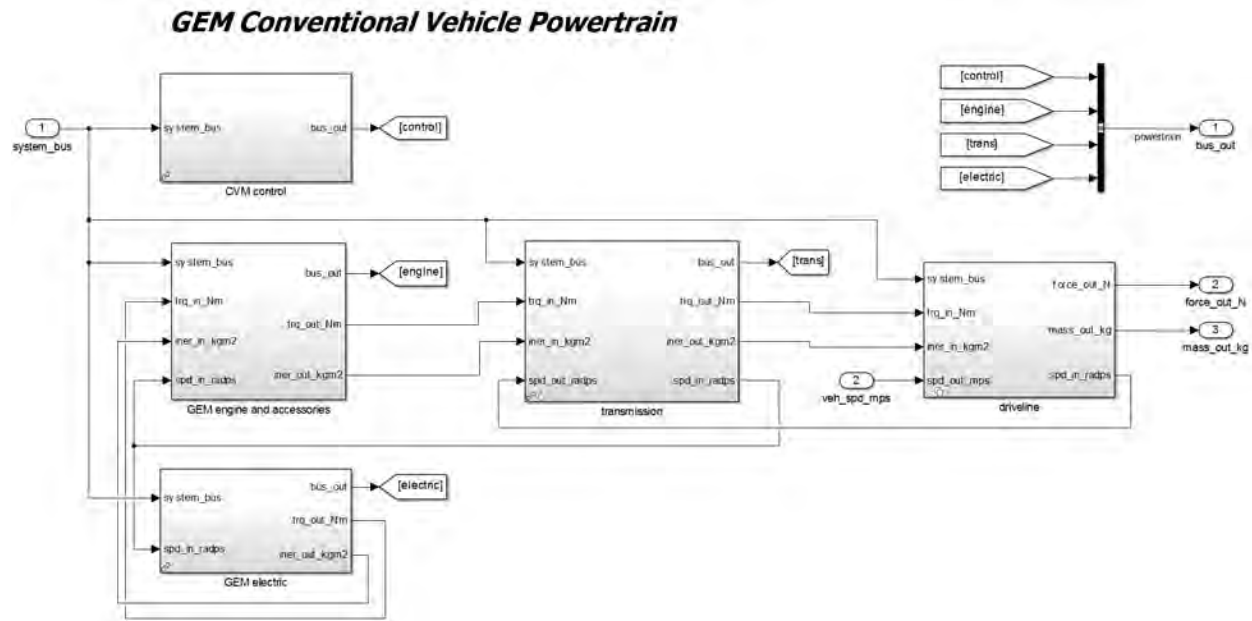 GEM Conventional Vehicle Powertrain
1
system_bus
system_bus
bus_out
[control]
CVM control
[control]
[engine]
[trans]
[electric]
powertrain
1
bus_out
system_bus
trq_in_Nm
iner_in_kgm2
spd_in_radps
bus_out
trq_out_Nm
iner_out_kgm2
[engine]
GEM engine and accessories
system_bus
trq_in_Nm
iner_in_kgm2
spd_out_radps
bus_out
trq_out_Nm
iner_out_kgm2
spd_in_radps
[trans]
transmission
2
veh_spd_mps
system_bus
trq_in_Nm
iner_in_kgm2
spd_out_mps
force_out_N
mass_out_kg
spd_in_radps
driveline
2
force_out_N
3
mass_out_kg
system_bus
spd_in_radps
bus_out
trq_out_Nm
iner_out_kgm2
[electric]
GEM electric